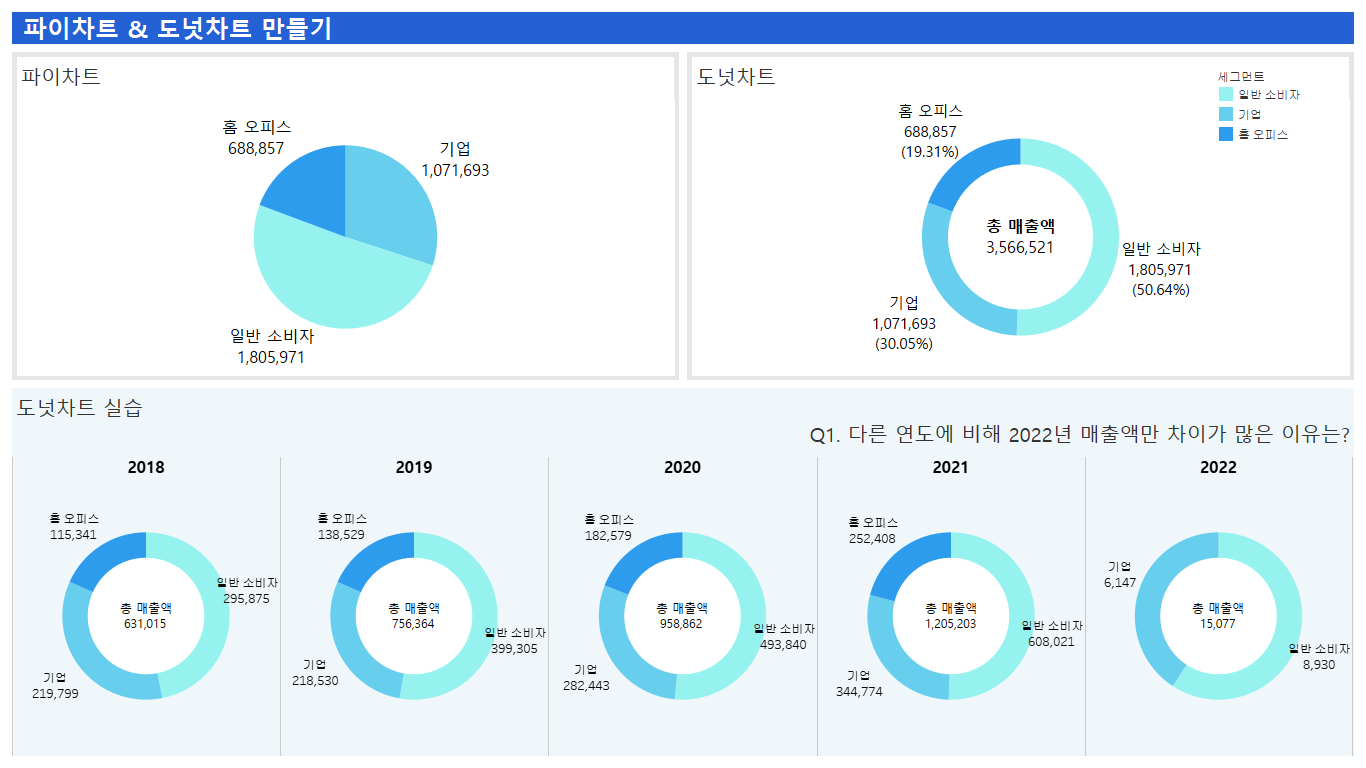 파이차트 & 도넛차트 만들기
파이차트
홈 오피스
688,857
기업
1,071,693
일반 소비자
1,805,971
도넛차트
세그먼트
일반 소비자
기업
홈 오피스
홈 오피스
688,857
(19.31%)
총 매출액
3,566,521
일반 소비자
1,805,971
(50.64%)
기업
1,071,693
(30.05%)
도넛차트 실습
Q1. 다른 연도에 비해 2022년 매출액만 차이가 많은 이유는?
2018
홈 오피스
115,341
일반 소비자
295,875
총 매출액
631,015
기업
219,799
2019
홈 오피스
138,529
총 매출액
756,364
일반 소비자
399,305
기업
218,530
2020
홈 오피스
182,579
총 매출액
958,862
일반 소비자
493,840
기업
282,443
2021
홈 오피스
252,408
총 매출액
1,205,203
일반 소비자
608,021
기업
344,774
2022
기업
6,147
총 매출액
15,077
일반 소비자
8,930